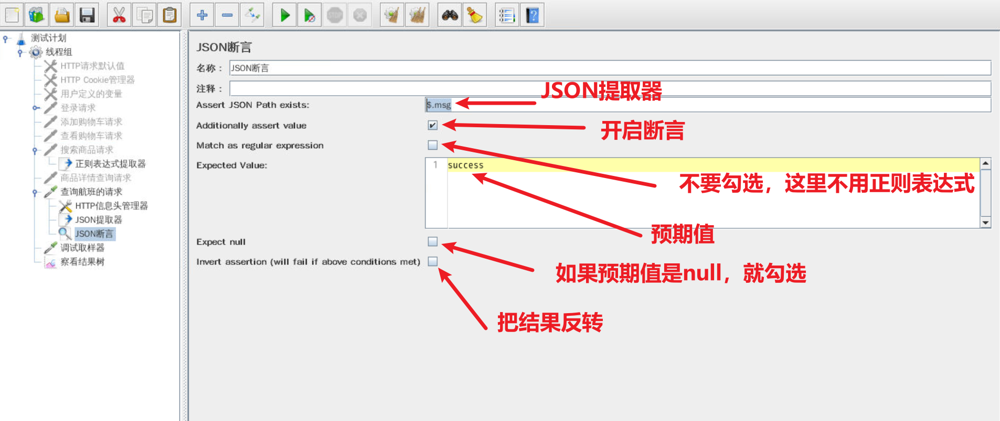 STOP
测试计划
线程组
HTTP请求默认值
HTTP Cookie管理器
用户定义的变量
登录请求
添加购物车请求
查看购物车请求
搜索商品请求
正则表达式提取器
商品详情查询请求
查询航班的请求
HTTP信息头管理器
JSON提取器
JSON断言
调试取样器
察看结果树
JSON断言
名称： JSON断言
注释：
JSON提取器
Assert JSON Path exists: $.msg
Additionally assert value
开启断言
Match as regular expression
Expected Value: 1 success
不要勾选，这里不用正则表达式
预期值
Expect null
Invert assertion (will fail if above conditions met)
如果预期值是null，就勾选
把结果反转